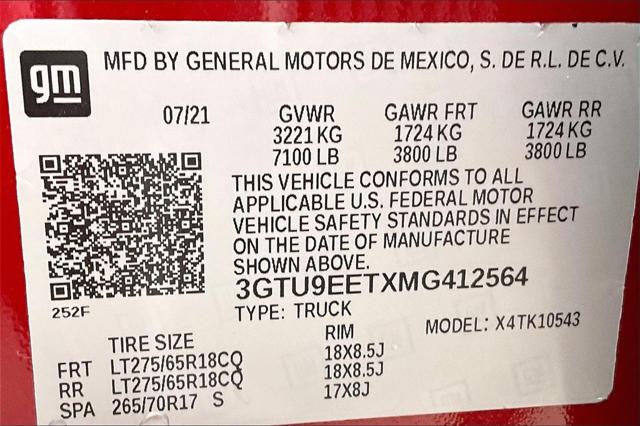 gm
MFD BY GENERAL MOTORS DE MEXICO, S. DE R.L. DE C.V.
07/21 GVWR GAWR FRT GAWR RR
3221 KG 1724 KG 1724 KG
7100 LB 3800 LB 3800 LB
THIS VEHICLE CONFORMS TO ALL
APPLICABLE U.S. FEDERAL MOTOR
VEHICLE SAFETY STANDARDS IN EFFECT
ON THE DATE OF MANUFACTURE
SHOWN ABOVE.
3GTU9EETXMG412564
252F
TYPE: TRUCK MODEL: X4TK10543
TIRE SIZE RIM
FRT LT275/65R18CQ 18X8.5J
RR LT275/65R18CQ 18X8.5J
SPA 265/70R17 S 17X8J